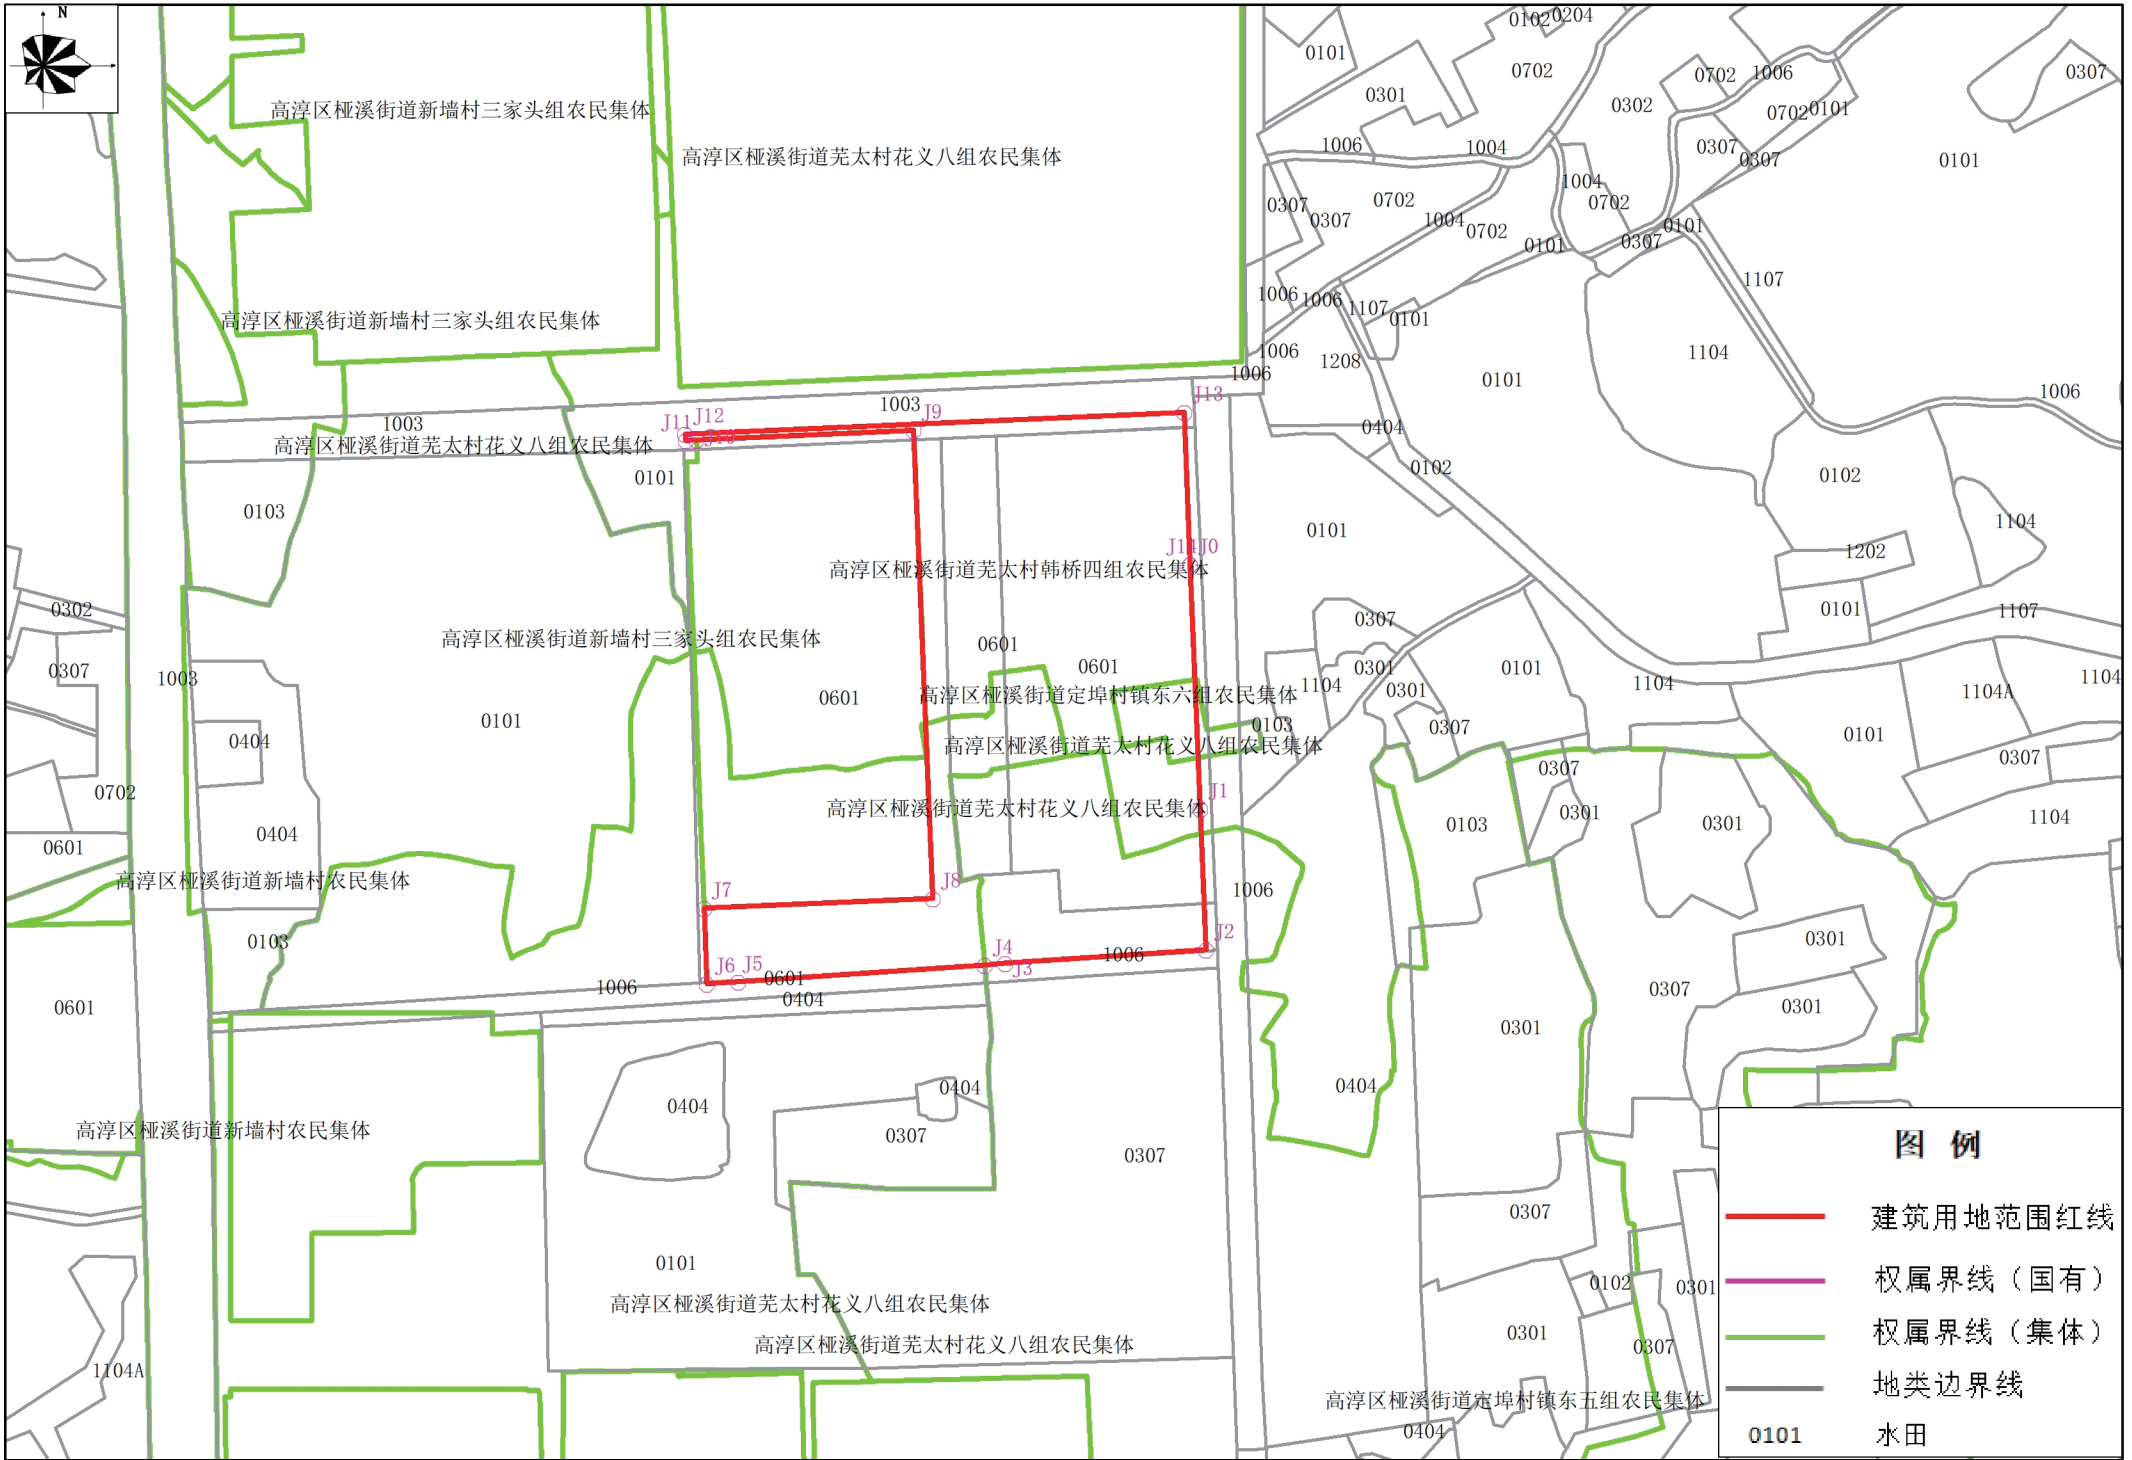 N
0102
0204
0101
0702
0702
1006
0307
0301
0302
0702
0101
高淳区桠溪街道新墙村三家头组农民集体
1006
1004
0307
0307
0101
高淳区桠溪街道芜太村花义八组农民集体
1004
0702
0307
0307
0702
1004
0702
0101
0307
0101
1107
1006
1006
1107
0101
高淳区桠溪街道新墙村三家头组农民集体
1006
1208
1104
1006
0101
1006
J13
1003
1003
J11
J12
J9
J10
0404
高淳区桠溪街道芜太村花义八组农民集体
0101
0102
0102
0103
0101
1104
J14
J0
1202
高淳区桠溪街道芜太村韩桥四组农民集体
0302
0307
0101
1107
高淳区桠溪街道新墙村三家头组农民集体
0601
0601
0307
1003
0301
0101
1104
0301
1104
1104A
1104
0601
高淳区桠溪街道定埠村镇东六组农民集体
0101
0103
0307
0101
0404
高淳区桠溪街道芜太村花义八组农民集体
0307
0307
0702
J1
高淳区桠溪街道芜太村花义八组农民集体
0301
0103
0301
1104
0404
0601
高淳区桠溪街道新墙村农民集体
J7
J8
1006
0103
J2
0301
J4
1006
J6
J5
J3
0601
1006
0404
0307
0601
0301
0301
0404
0404
0404
高淳区桠溪街道新墙村农民集体
0307
0307
图 例
0307
建筑用地范围红线
0101
0102
0301
权属界线（国有）
高淳区桠溪街道芜太村花义八组农民集体
0301
0307
权属界线（集体）
高淳区桠溪街道芜太村花义八组农民集体
1104A
地类边界线
高淳区桠溪街道定埠村镇东五组农民集体
0404
0101 水田